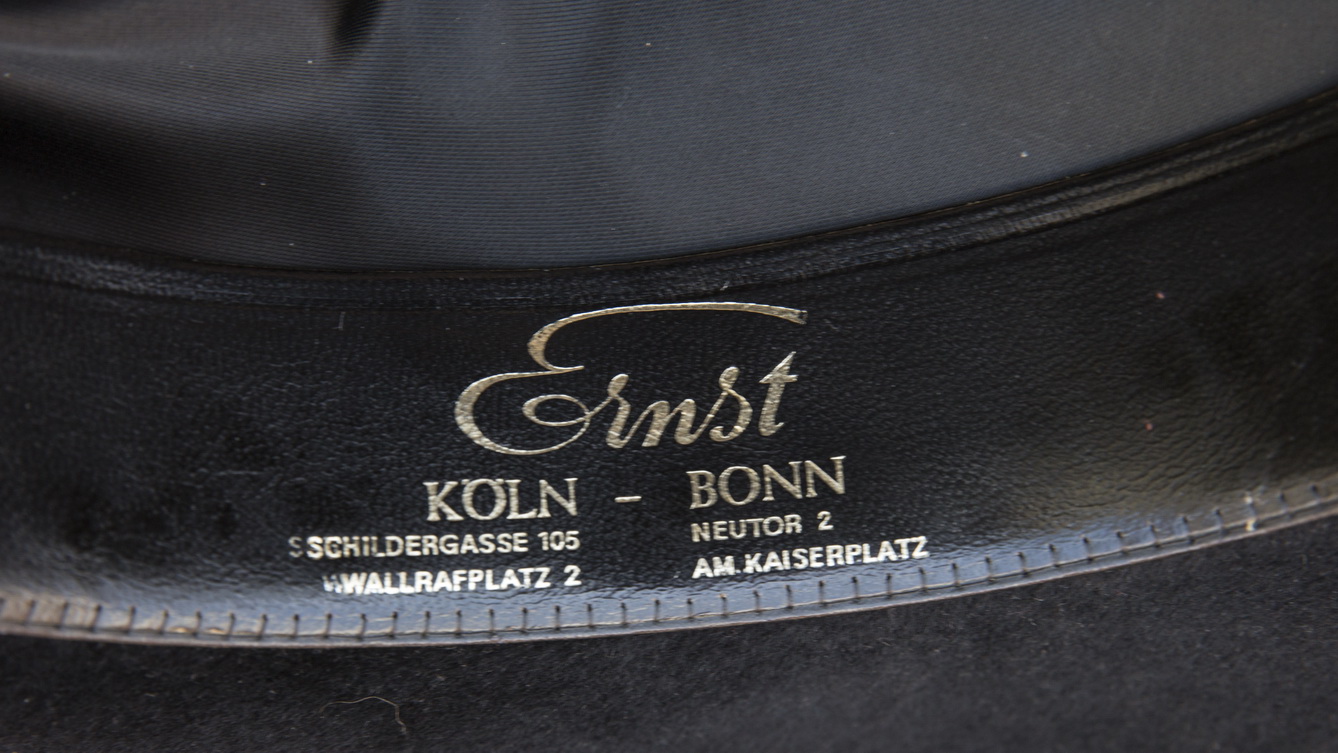 Ernst
KÖLN - BONN
SCHILDERGASSE 105 NEUTOR 2
WALLRAFPLATZ 2 AM KAISERPLATZ